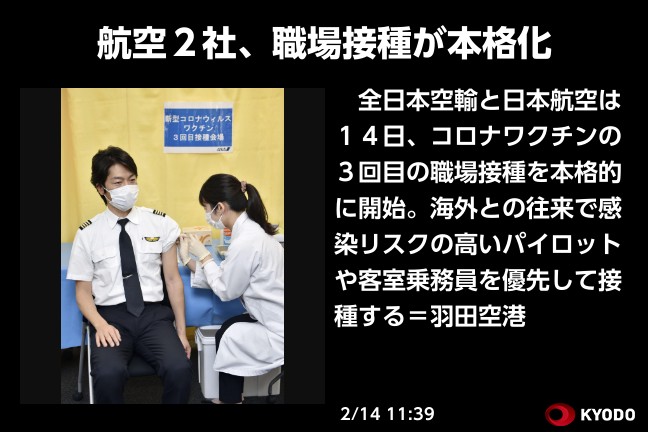 航空２社、職場接種が本格化
新型コロナウィルス
ワクチン
３回目接種会場
全日本空輸と日本航空は
１４日、コロナワクチンの
３回目の職場接種を本格的
に開始。海外との往来で感
染リスクの高いパイロット
や客室乗務員を優先して接
種する＝羽田空港
2/14 11:39
KYODO